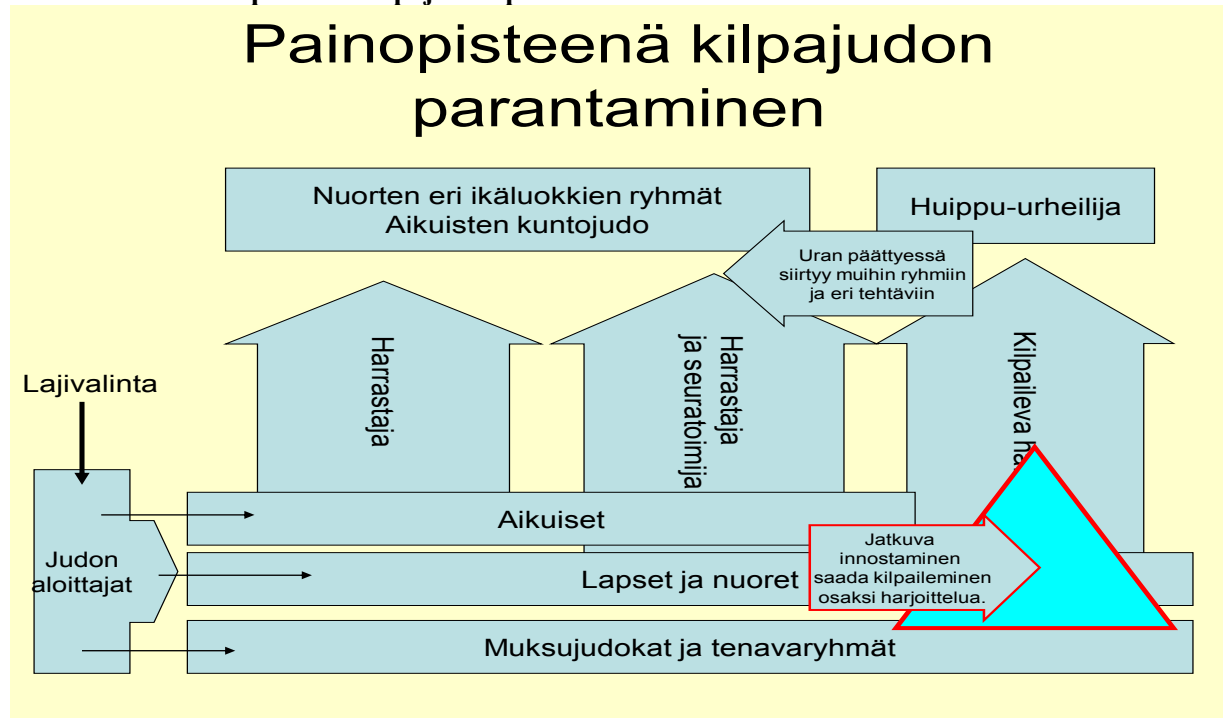 Painopisteenä kilpajudon
parantaminen
Nuorten eri ikäluokkien ryhmät
Aikuisten kuntojudo
Huippu-urheilija
Uran päättyessä
siirtyy muihin ryhmiin
ja eri tehtäviin
Harrastaja
Harrastaja
ja seuratoimija
Kilpaileva
Lajivalinta
Judon
aloittajat
Aikuiset
Lapset ja nuoret
Muksujudokat ja tenavaryhmät
Jatkuva
innostaminen
saada kilpaileminen
osaksi harjoittelua.